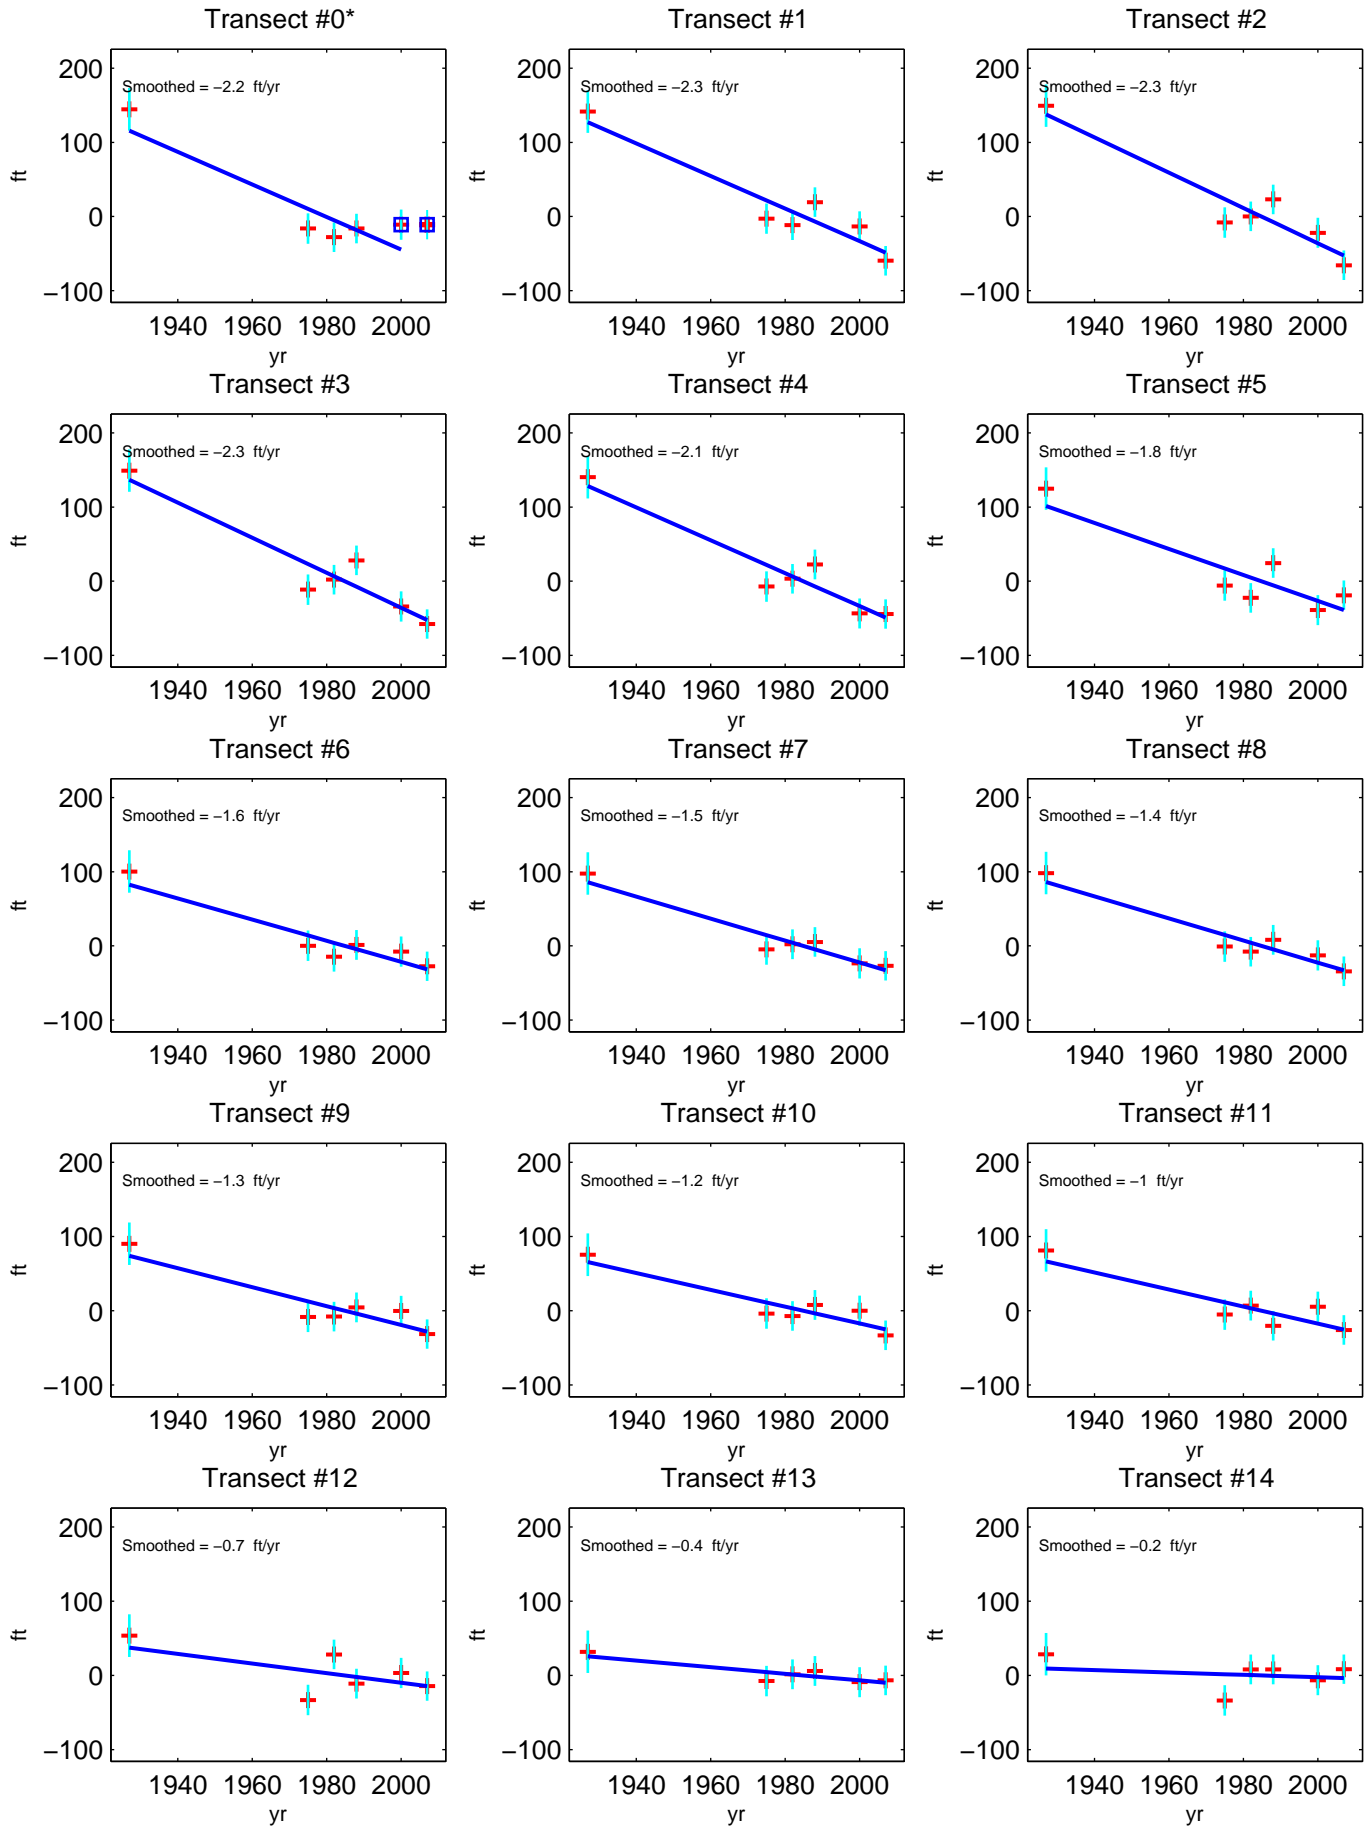 Transect #0*
Transect #1
Transect #2
200
100
0
−100
ft
Smoothed = −2.2 ft/yr
1940 1960 1980 2000
yr
200
100
0
−100
ft
Smoothed = −2.3 ft/yr
1940 1960 1980 2000
yr
200
100
0
−100
ft
Smoothed = −2.3 ft/yr
1940 1960 1980 2000
yr
Transect #3
Transect #4
Transect #5
200
100
0
−100
ft
Smoothed = −2.3 ft/yr
1940 1960 1980 2000
yr
200
100
0
−100
ft
Smoothed = −2.1 ft/yr
1940 1960 1980 2000
yr
200
100
0
−100
ft
Smoothed = −1.8 ft/yr
1940 1960 1980 2000
yr
Transect #6
Transect #7
Transect #8
200
100
0
−100
ft
Smoothed = −1.6 ft/yr
1940 1960 1980 2000
yr
200
100
0
−100
ft
Smoothed = −1.5 ft/yr
1940 1960 1980 2000
yr
200
100
0
−100
ft
Smoothed = −1.4 ft/yr
1940 1960 1980 2000
yr
Transect #9
Transect #10
Transect #11
200
100
0
−100
ft
Smoothed = −1.3 ft/yr
1940 1960 1980 2000
yr
200
100
0
−100
ft
Smoothed = −1.2 ft/yr
1940 1960 1980 2000
yr
200
100
0
−100
ft
Smoothed = −1 ft/yr
1940 1960 1980 2000
yr
Transect #12
Transect #13
Transect #14
200
100
0
−100
ft
Smoothed = −0.7 ft/yr
1940 1960 1980 2000
yr
200
100
0
−100
ft
Smoothed = −0.4 ft/yr
1940 1960 1980 2000
yr
200
100
0
−100
ft
Smoothed = −0.2 ft/yr
1940 1960 1980 2000
yr